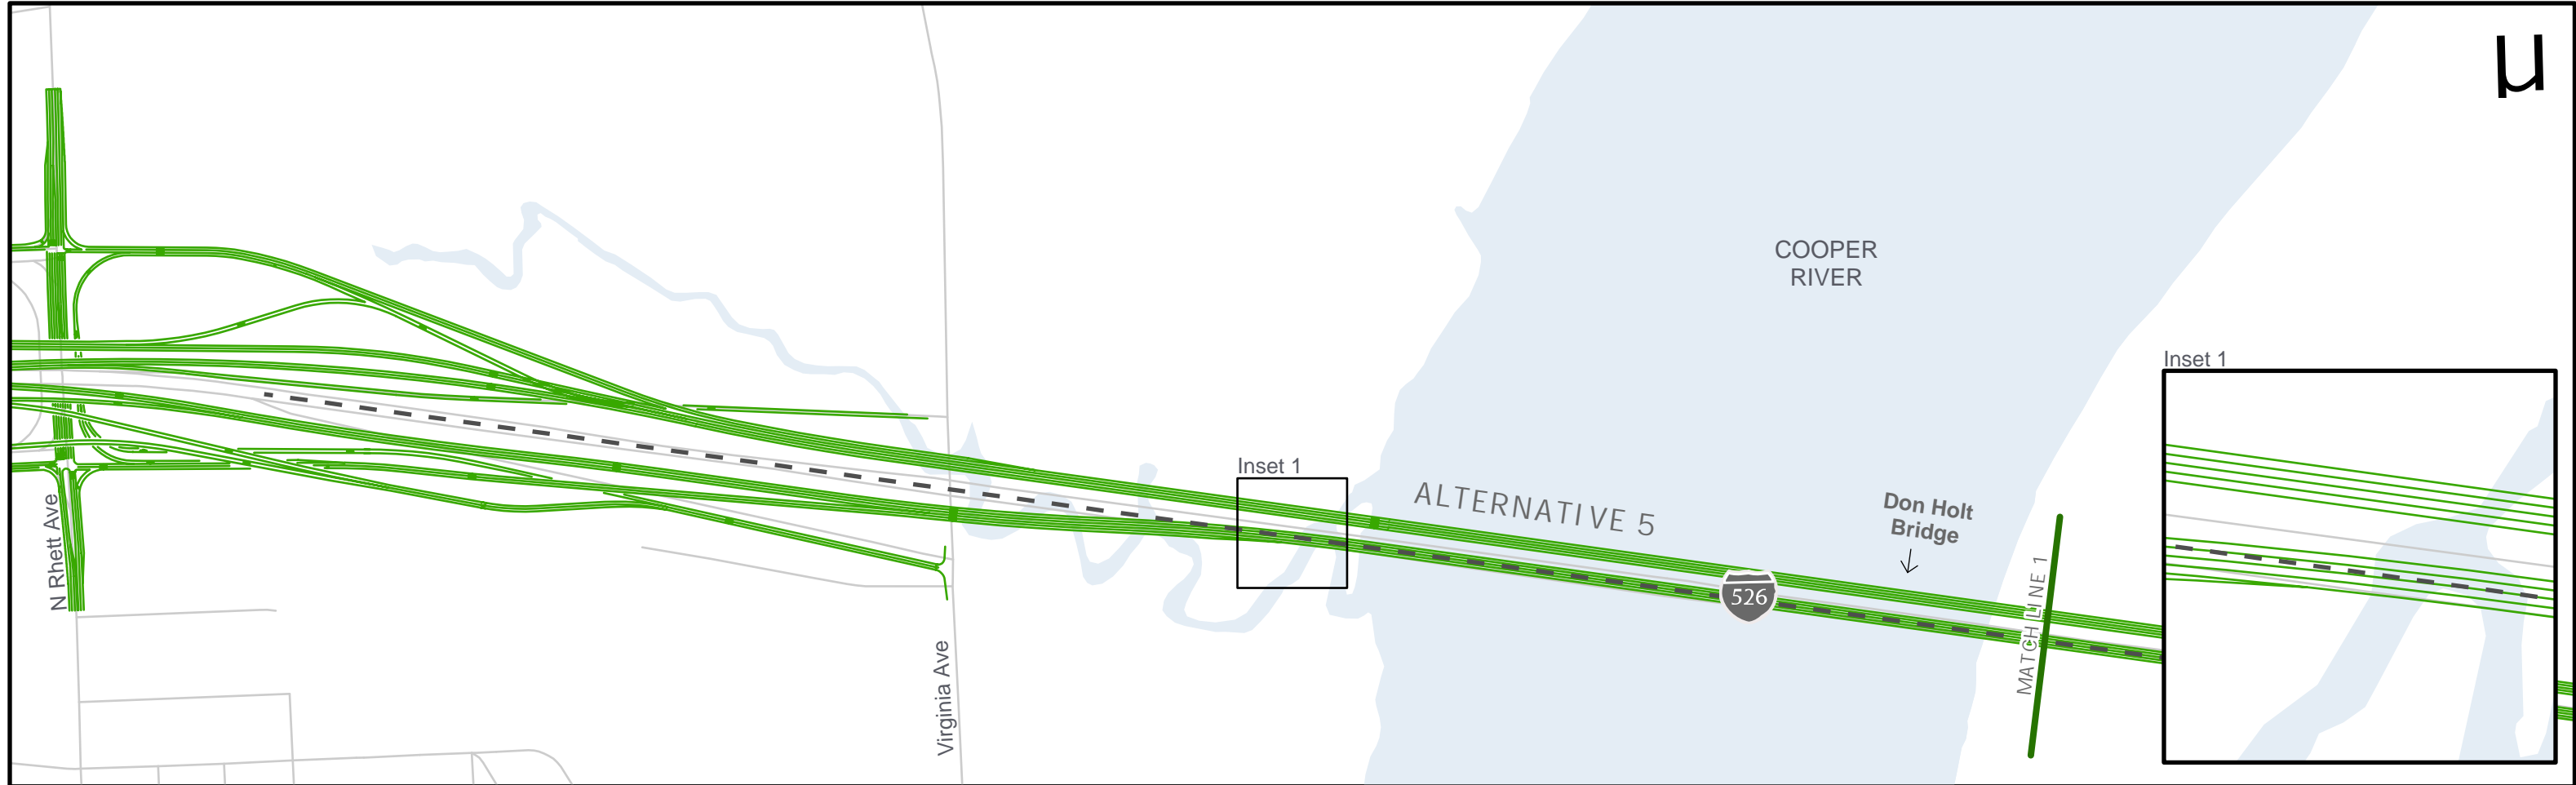 µ
COOPER
RIVER
Inset 1
Inset 1
ALTERNATIVE 5
Don Holt
Bridge
N Rhett Ave
526
MATCH LINE 1
Virginia Ave